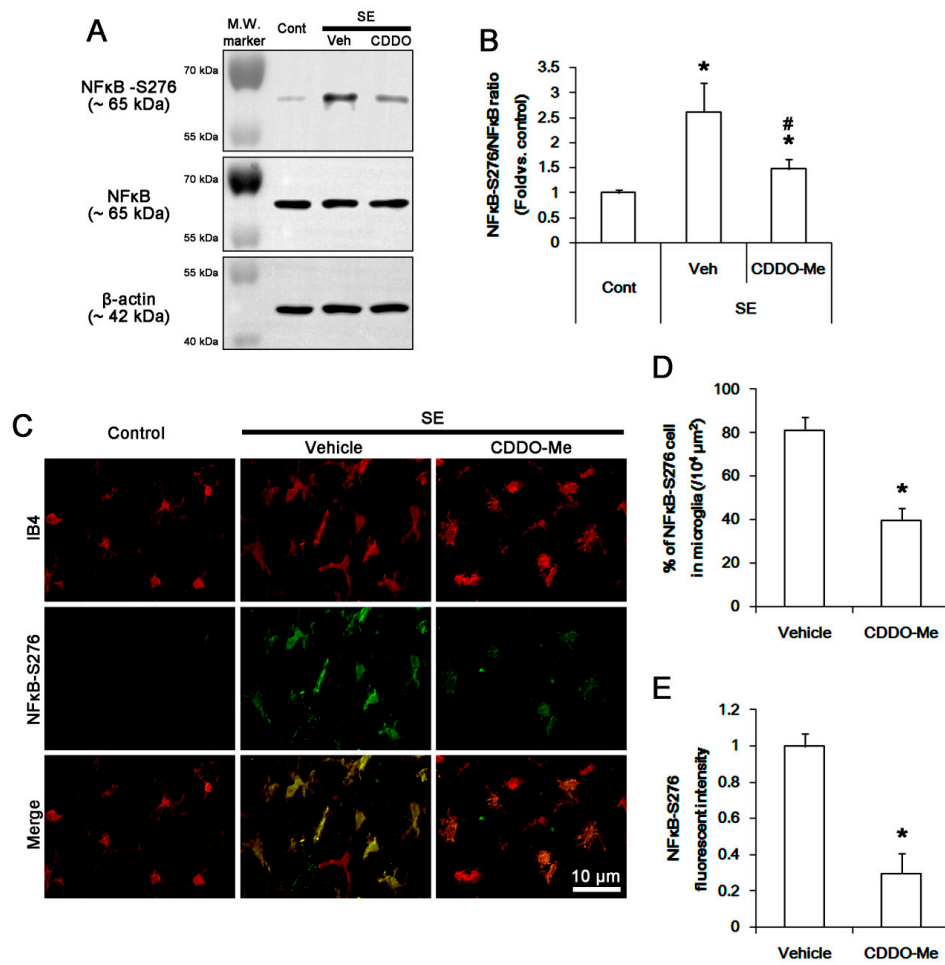 A
M.W.
marker
Cont
SE
Veh CDDO
NFκB -S276
(~ 65 kDa)
70 kDa
55 kDa
NFκB
(~ 65 kDa)
70 kDa
55 kDa
β-actin
(~ 42 kDa)
55 kDa
40 kDa
B
NFκB-S276/NFκB ratio
(Fold vs. control)
3.5
3
2.5
2
1.5
1
0.5
0
*
#
*
Cont
Veh
CDDO-Me
SE
C
Control
SE
Vehicle
CDDO-Me
IB4
NFκB-S276
Merge
10 µm
D
% of NFκB-S276 cell
in microglia (/10⁴ µm²)
100
80
60
40
20
0
*
Vehicle
CDDO-Me
E
NFκB-S276
fluorescent intensity
1.2
1
0.8
0.6
0.4
0.2
0
*
Vehicle
CDDO-Me